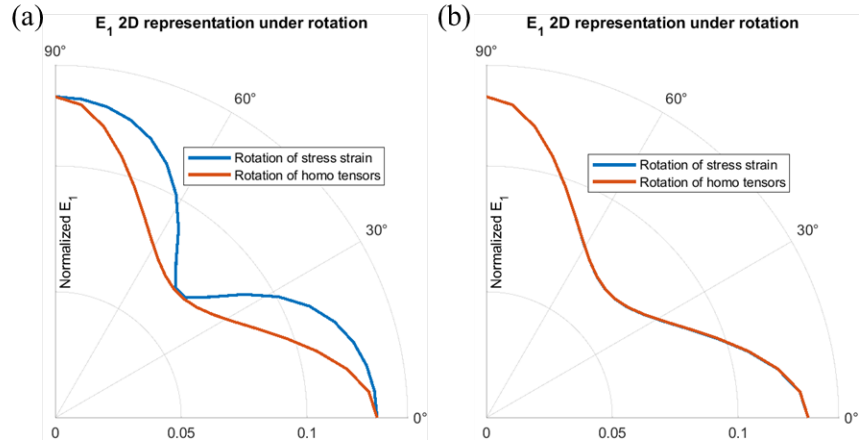 (a)
E1 2D representation under rotation
90°
60°
Rotation of stress strain
Rotation of homo tensors
Normalized E1
30°
0°
0
0.05
0.1
(b)
E1 2D representation under rotation
90°
60°
Rotation of stress strain
Rotation of homo tensors
Normalized E1
30°
0°
0
0.05
0.1